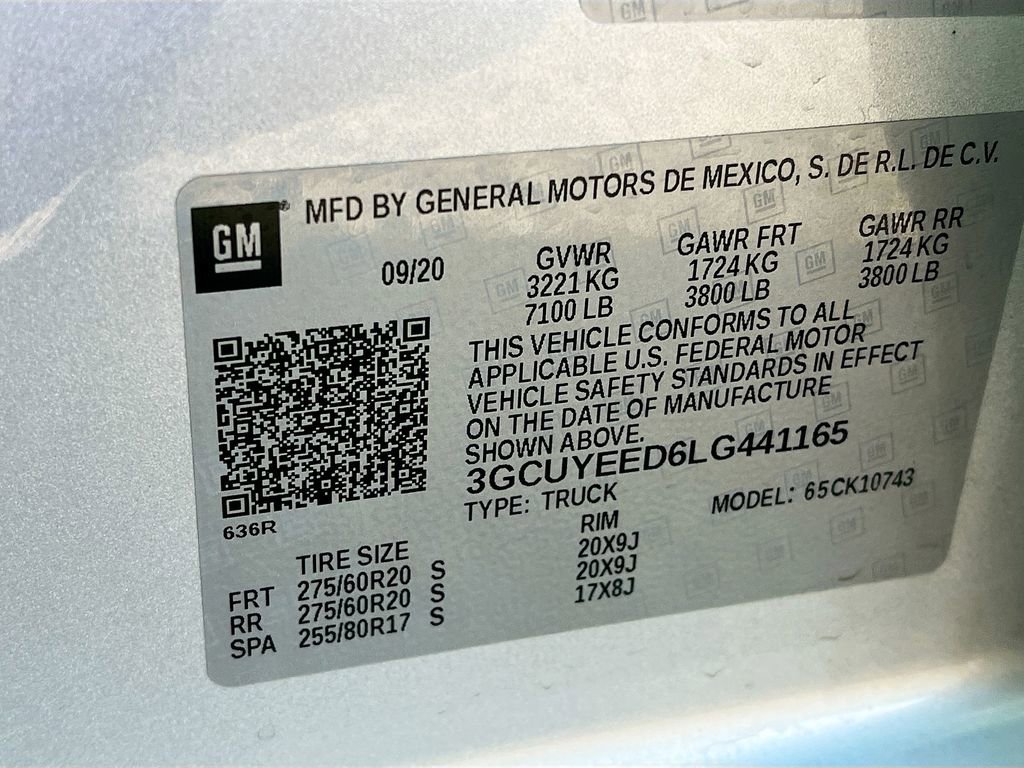 GM
MFD BY GENERAL MOTORS DE MEXICO, S. DE R.L. DE C.V.
09/20
GVWR GAWR FRT GAWR RR
3221 KG 1724 KG 1724 KG
7100 LB 3800 LB 3800 LB
THIS VEHICLE CONFORMS TO ALL
APPLICABLE U.S. FEDERAL MOTOR
VEHICLE SAFETY STANDARDS IN EFFECT
ON THE DATE OF MANUFACTURE
SHOWN ABOVE.
3GCUYEED6LG441165
TYPE: TRUCK MODEL: 65CK10743
636R
TIRE SIZE RIM
FRT 275/60R20 S 20X9J
RR 275/60R20 S 20X9J
SPA 255/80R17 S 17X8J